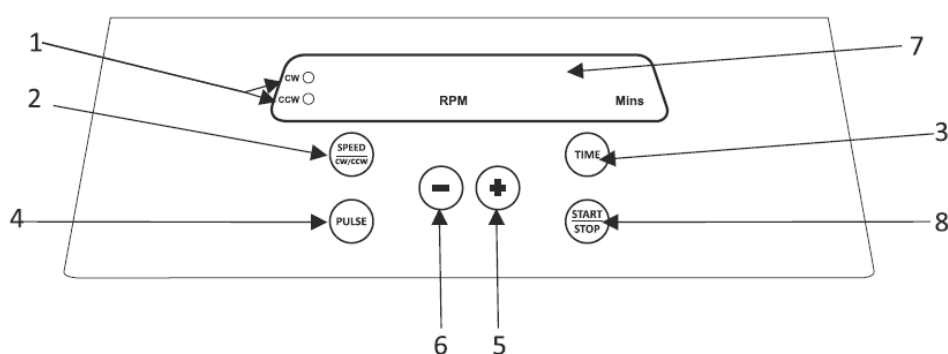 1
CW
7
CCW
2
RPM
Mins
SPEED
CW/CCW
TIME
3
4
PULSE
START
STOP
8
6
5